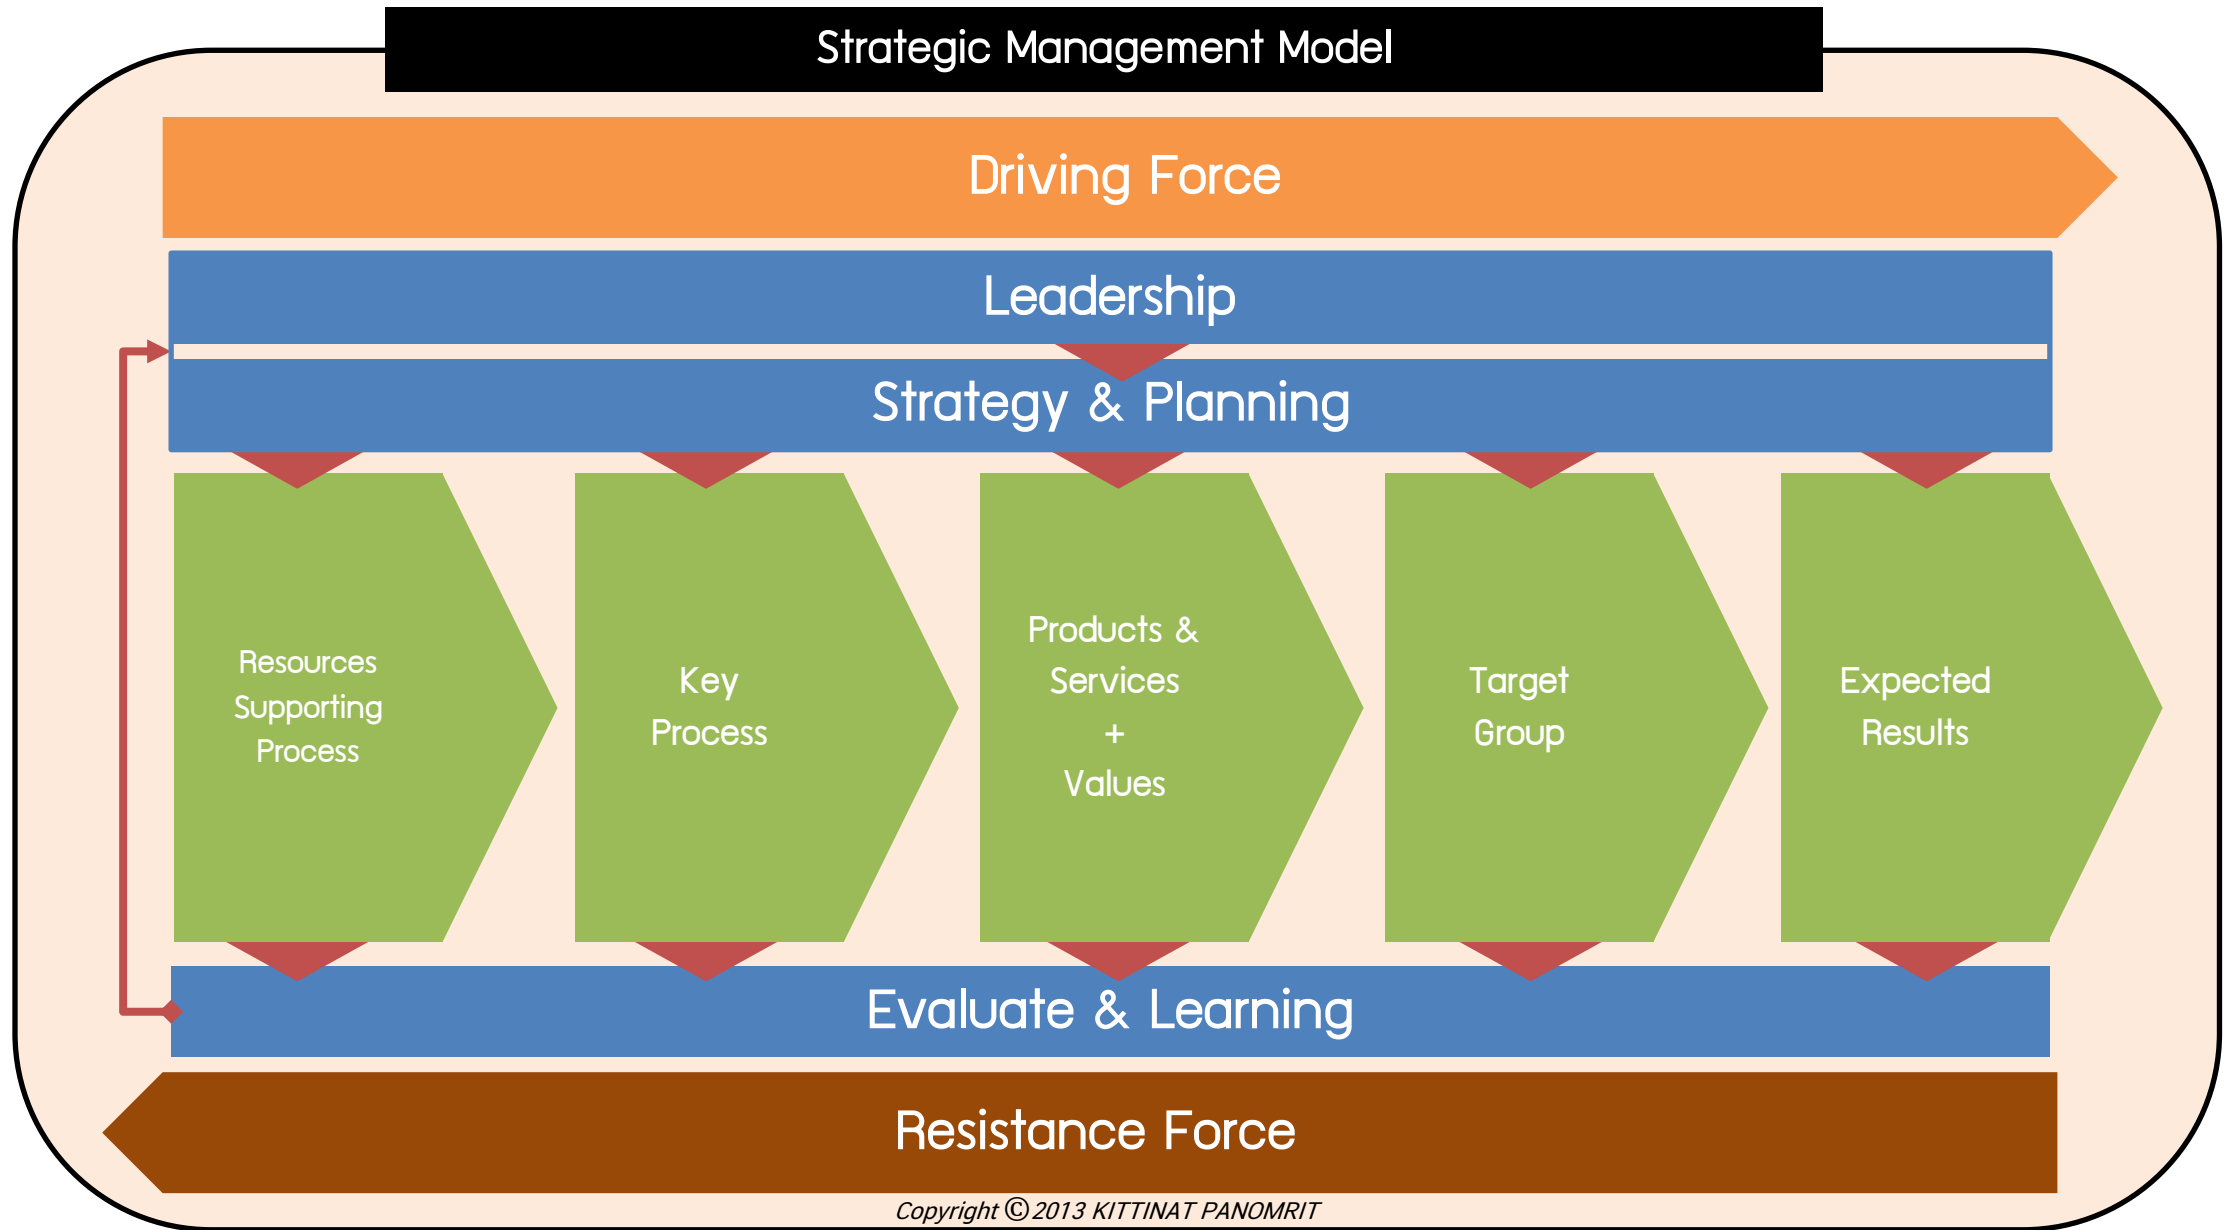 Strategic Management Model
Driving Force
Leadership
Strategy & Planning
Resources
Supporting
Process
Key
Process
Products &
Services
+
Values
Target
Group
Expected
Results
Evaluate & Learning
Resistance Force
Copyright ©2013 KITTINAT PANOMRIT